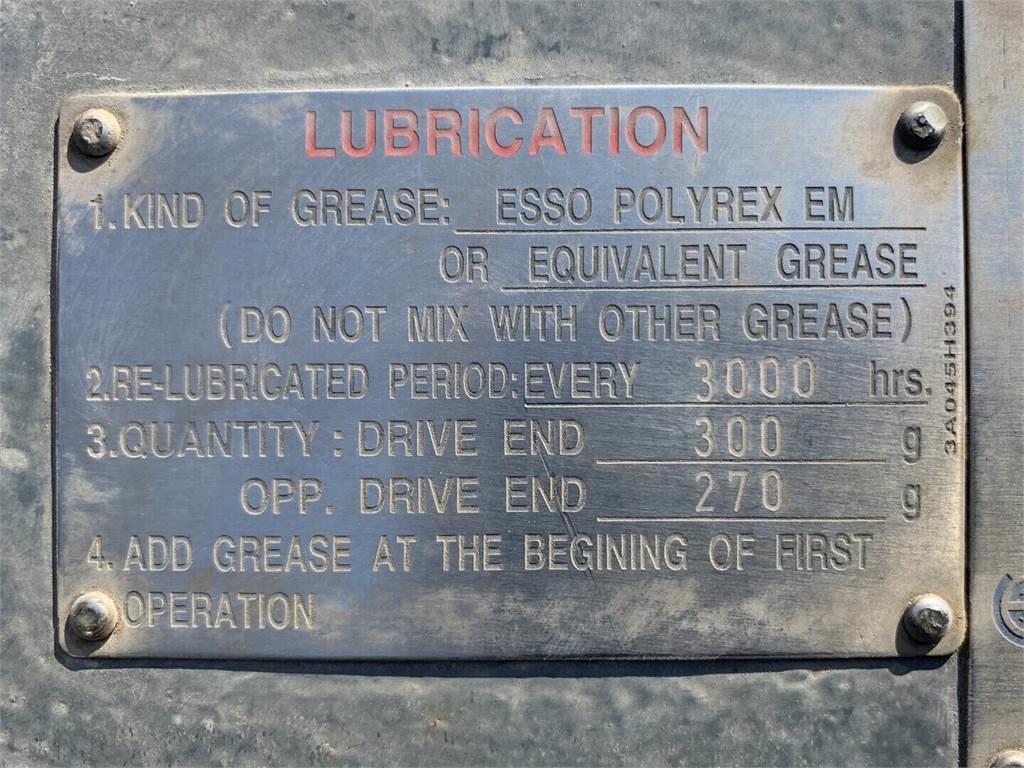 LUBRICATION
1. KIND OF GREASE: ESSO POLYREX EM
OR EQUIVALENT GREASE
(DO NOT MIX WITH OTHER GREASE)
2.RE-LUBRICATED PERIOD:EVERY 3000 hrs.
3.QUANTITY : DRIVE END 300 g
OPP. DRIVE END 270 g
4. ADD GREASE AT THE BEGINING OF FIRST
OPERATION
3A045H394